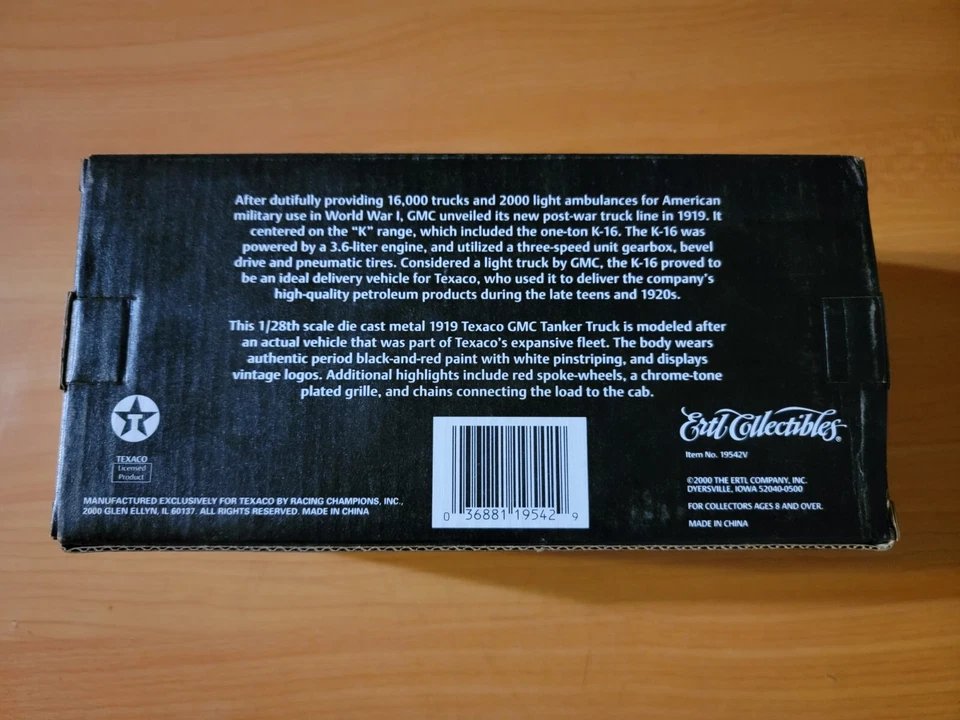 After dutifully providing 16,000 trucks and 2000 light ambulances for American
military use in World War I, GMC unveiled its new post-war truck line in 1919. It
centered on the “K” range, which included the one-ton K-16. The K-16 was
powered by a 3.6-liter engine, and utilized a three-speed unit gearbox, bevel
drive and pneumatic tires. Considered a light truck by GMC, the K-16 proved to
be an ideal delivery vehicle for Texaco, who used it to deliver the company's
high-quality petroleum products during the late teens and 1920s.
This 1/28th scale die cast metal 1919 Texaco GMC Tanker Truck is modeled after
an actual vehicle that was part of Texaco's expansive fleet. The body wears
authentic period black-and-red paint with white pinstriping, and displays
vintage logos. Additional highlights include red spoke-wheels, a chrome-tone
plated grille, and chains connecting the load to the cab.
T
TEXACO
Licensed
Product
MANUFACTURED EXCLUSIVELY FOR TEXACO BY RACING CHAMPIONS, INC.,
2000 GLEN ELLYN, IL 60137. ALL RIGHTS RESERVED. MADE IN CHINA
0 36881 19542 9
Ertl Collectibles®
Item No. 19542V
©2000 THE ERTL COMPANY, INC.
DYERSVILLE, IOWA 52040-0500
FOR COLLECTORS AGES 8 AND OVER.
MADE IN CHINA